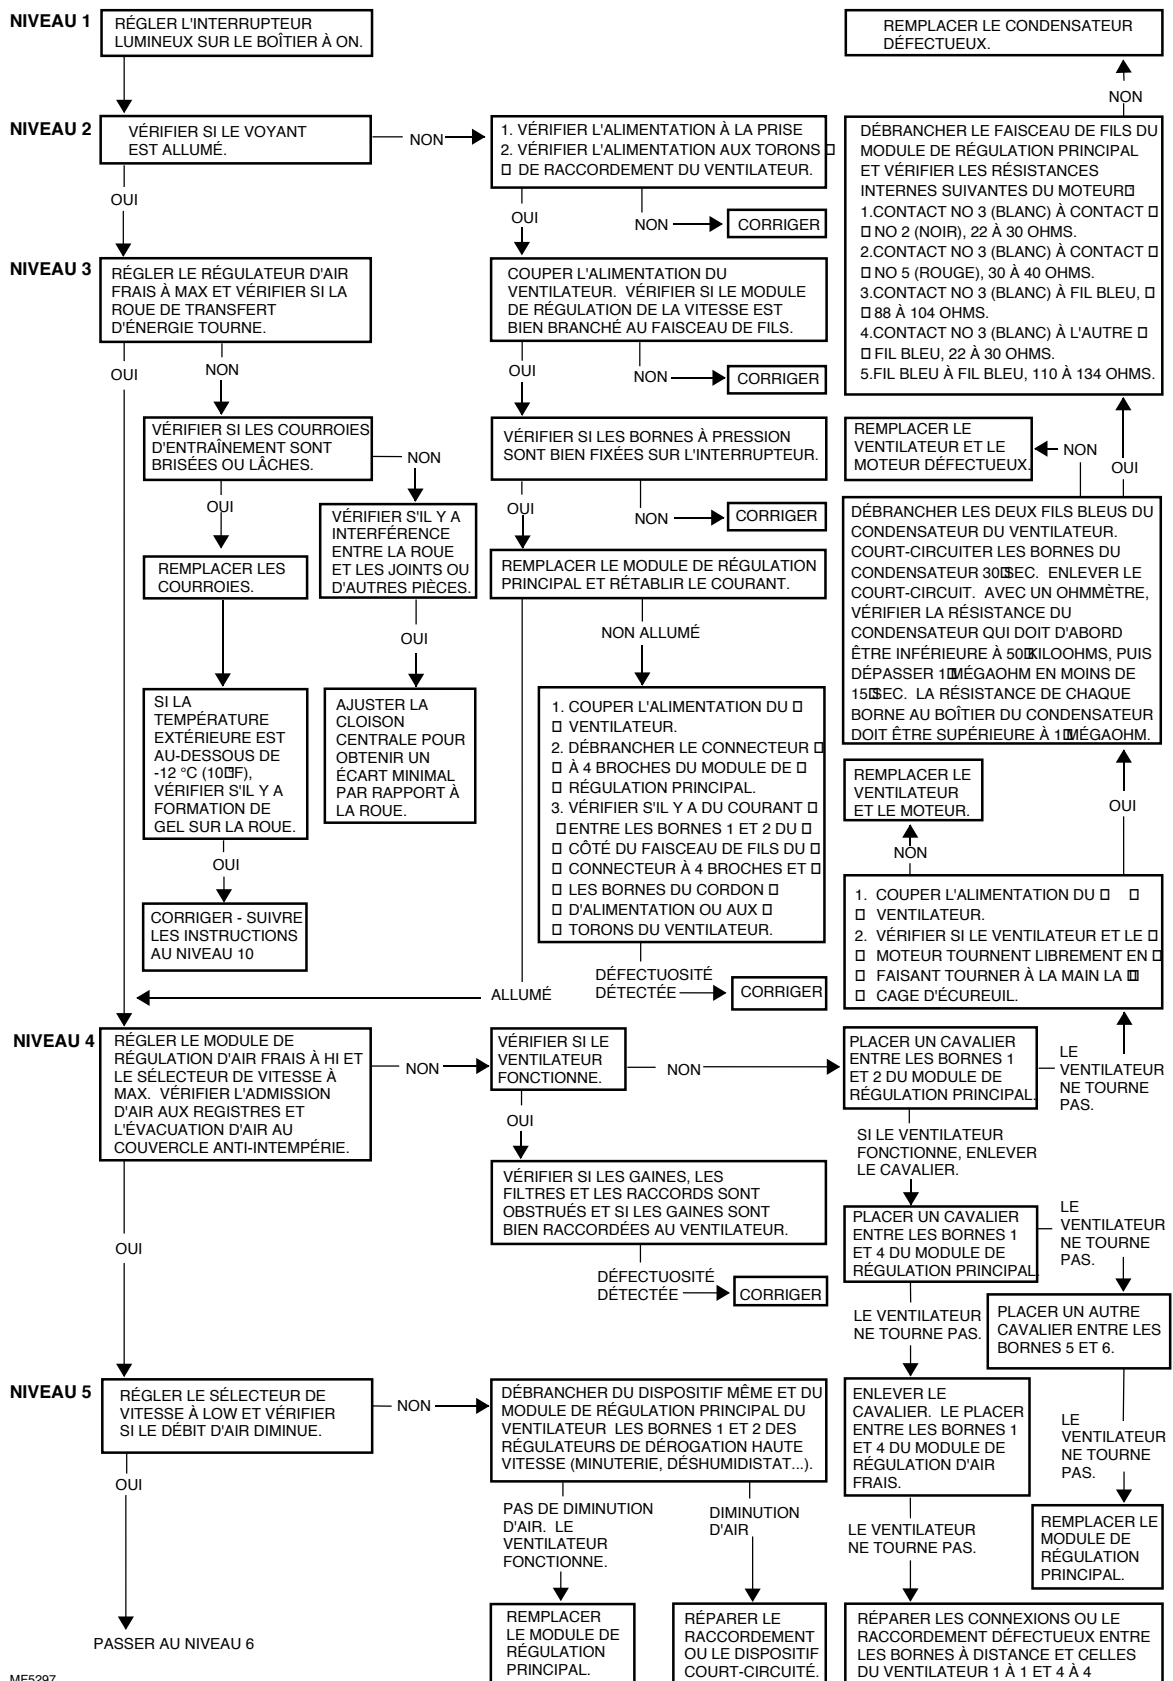 NIVEAU 1
RÉGLER L'INTERRUPTEUR
LUMINEUX SUR LE BOÎTIER À ON.
NIVEAU 2
VÉRIFIER SI LE VOYANT
EST ALLUMÉ.
NON
1. VÉRIFIER L'ALIMENTATION À LA PRISE
2. VÉRIFIER L'ALIMENTATION AUX TORONS
DE RACCORDEMENT DU VENTILATEUR.
OUI
OUI
NON
CORRIGER
NIVEAU 3
RÉGLER LE RÉGULATEUR D'AIR
FRAIS À MAX ET VÉRIFIER SI LA
ROUE DE TRANSFERT
D'ÉNERGIE TOURNE.
COUPER L'ALIMENTATION DU
VENTILATEUR. VÉRIFIER SI LE MODULE
DE RÉGULATION DE LA VITESSE EST
BIEN BRANCHÉ AU FAISCEAU DE FILS.
OUI
NON
OUI
NON
CORRIGER
VÉRIFIER SI LES COURROIES
D'ENTRAÎNEMENT SONT
BRISÉES OU LÂCHES.
NON
VÉRIFIER SI LES BORNES À PRESSION
SONT BIEN FIXÉES SUR L'INTERRUPTEUR.
OUI
OUI
NON
CORRIGER
VÉRIFIER S'IL Y A
INTERFÉRENCE
ENTRE LA ROUE
ET LES JOINTS OU
D'AUTRES PIÈCES.
REMPLACER LES
COURROIES.
REMPLACER LE MODULE DE RÉGULATION
PRINCIPAL ET RÉTABLIR LE COURANT.
OUI
NON ALLUMÉ
SI LA
TEMPÉRATURE
EXTÉRIEURE EST
AU-DESSOUS DE
-12 °C (10 F),
VÉRIFIER S'IL Y A
FORMATION DE
GEL SUR LA ROUE.
AJUSTER LA
CLOISON
CENTRALE POUR
OBTENIR UN
ÉCART MINIMAL
PAR RAPPORT À
LA ROUE.
1. COUPER L'ALIMENTATION DU
VENTILATEUR.
2. DÉBRANCHER LE CONNECTEUR
À 4 BROCHES DU MODULE DE
RÉGULATION PRINCIPAL.
3. VÉRIFIER S'IL Y A DU COURANT
ENTRE LES BORNES 1 ET 2 DU
CÔTÉ DU FAISCEAU DE FILS DU
CONNECTEUR À 4 BROCHES ET
LES BORNES DU CORDON
D'ALIMENTATION OU AUX
TORONS DU VENTILATEUR.
OUI
CORRIGER - SUIVRE
LES INSTRUCTIONS
AU NIVEAU 10
DÉFECTUOSITÉ
DÉTECTÉE
CORRIGER
ALLUMÉ
REMPLACER LE CONDENSATEUR
DÉFECTUEUX.
NON
DÉBRANCHER LE FAISCEAU DE FILS DU
MODULE DE RÉGULATION PRINCIPAL
ET VÉRIFIER LES RÉSISTANCES
INTERNES SUIVANTES DU MOTEUR
1.CONTACT NO 3 (BLANC) À CONTACT
NO 2 (NOIR), 22 À 30 OHMS.
2.CONTACT NO 3 (BLANC) À CONTACT
NO 5 (ROUGE), 30 À 40 OHMS.
3.CONTACT NO 3 (BLANC) À FIL BLEU,
88 À 104 OHMS.
4.CONTACT NO 3 (BLANC) À L'AUTRE
FIL BLEU, 22 À 30 OHMS.
5.FIL BLEU À FIL BLEU, 110 À 134 OHMS.
REMPLACER LE
VENTILATEUR ET LE
MOTEUR DÉFECTUEUX.
NON
OUI
DÉBRANCHER LES DEUX FILS BLEUS DU
CONDENSATEUR DU VENTILATEUR.
COURT-CIRCUITER LES BORNES DU
CONDENSATEUR 30 SEC. ENLEVER LE
COURT-CIRCUIT. AVEC UN OHMMÈTRE,
VÉRIFIER LA RÉSISTANCE DU
CONDENSATEUR QUI DOIT D'ABORD
ÊTRE INFÉRIEURE À 50 KILOOHMS, PUIS
DÉPASSER 1 MÉGAOHM EN MOINS DE
15 SEC. LA RÉSISTANCE DE CHAQUE
BORNE AU BOÎTIER DU CONDENSATEUR
DOIT ÊTRE SUPÉRIEURE À 1 MÉGAOHM.
REMPLACER LE
VENTILATEUR
ET LE MOTEUR.
OUI
NON
1. COUPER L'ALIMENTATION DU
VENTILATEUR.
2. VÉRIFIER SI LE VENTILATEUR ET LE
MOTEUR TOURNENT LIBREMENT EN
FAISANT TOURNER À LA MAIN LA
CAGE D'ÉCUREUIL.
NIVEAU 4
RÉGLER LE MODULE DE
RÉGULATION D'AIR FRAIS À HI ET
LE SÉLECTEUR DE VITESSE À
MAX. VÉRIFIER L'ADMISSION
D'AIR AUX REGISTRES ET
L'ÉVACUATION D'AIR AU
COUVERCLE ANTI-INTEMPÉRIE.
NON
VÉRIFIER SI LE
VENTILATEUR
FONCTIONNE.
NON
PLACER UN CAVALIER
ENTRE LES BORNES 1
ET 2 DU MODULE DE
RÉGULATION PRINCIPAL.
LE
VENTILATEUR
NE TOURNE
PAS.
OUI
SI LE VENTILATEUR
FONCTIONNE, ENLEVER
LE CAVALIER.
VÉRIFIER SI LES GAINES, LES
FILTRES ET LES RACCORDS SONT
OBSTRUÉS ET SI LES GAINES SONT
BIEN RACCORDÉES AU VENTILATEUR.
PLACER UN CAVALIER
ENTRE LES BORNES 1
ET 4 DU MODULE DE
RÉGULATION PRINCIPAL.
LE
VENTILATEUR
NE TOURNE
PAS.
OUI
DÉFECTUOSITÉ
DÉTECTÉE
CORRIGER
LE VENTILATEUR
NE TOURNE PAS.
PLACER UN AUTRE
CAVALIER ENTRE LES
BORNES 5 ET 6.
NIVEAU 5
RÉGLER LE SÉLECTEUR DE
VITESSE À LOW ET VÉRIFIER
SI LE DÉBIT D'AIR DIMINUE.
NON
DÉBRANCHER DU DISPOSITIF MÊME ET DU
MODULE DE RÉGULATION PRINCIPAL DU
VENTILATEUR LES BORNES 1 ET 2 DES
RÉGULATEURS DE DÉROGATION HAUTE
VITESSE (MINUTERIE, DÉSHUMIDISTAT...).
ENLEVER LE
CAVALIER. LE PLACER
ENTRE LES BORNES 1
ET 4 DU MODULE DE
RÉGULATION D'AIR
FRAIS.
LE
VENTILATEUR
NE TOURNE
PAS.
OUI
PAS DE DIMINUTION
D'AIR. LE
VENTILATEUR
FONCTIONNE.
DIMINUTION
D'AIR
LE VENTILATEUR
NE TOURNE PAS.
REMPLACER LE
MODULE DE
RÉGULATION
PRINCIPAL.
PASSER AU NIVEAU 6
REMPLACER
LE MODULE DE
RÉGULATION
PRINCIPAL.
RÉPARER LE
RACCORDEMENT
OU LE DISPOSITIF
COURT-CIRCUITÉ.
RÉPARER LES CONNEXIONS OU LE
RACCORDEMENT DÉFECTUEUX ENTRE
LES BORNES À DISTANCE ET CELLES
DU VENTILATEUR 1 À 1 ET 4 À 4
MF5297